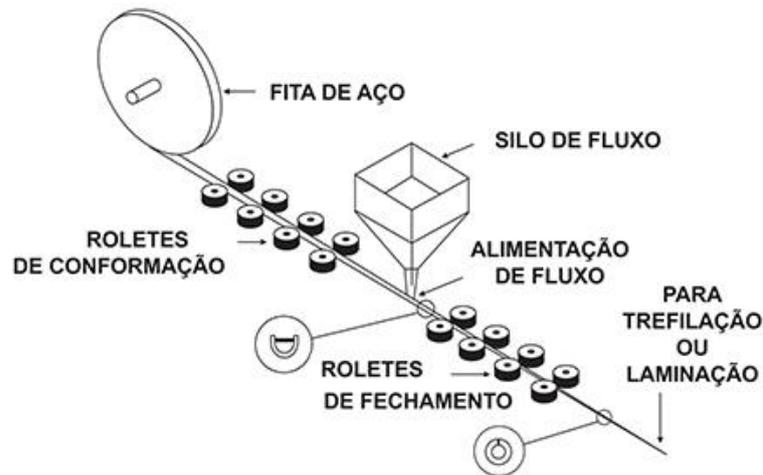 FITA DE AÇO
SILO DE FLUXO
ROLETES
DE CONFORMAÇÃO
ALIMENTAÇÃO
DE FLUXO
PARA
TREFILAÇÃO
OU
LAMINAÇÃO
ROLETES
DE FECHAMENTO